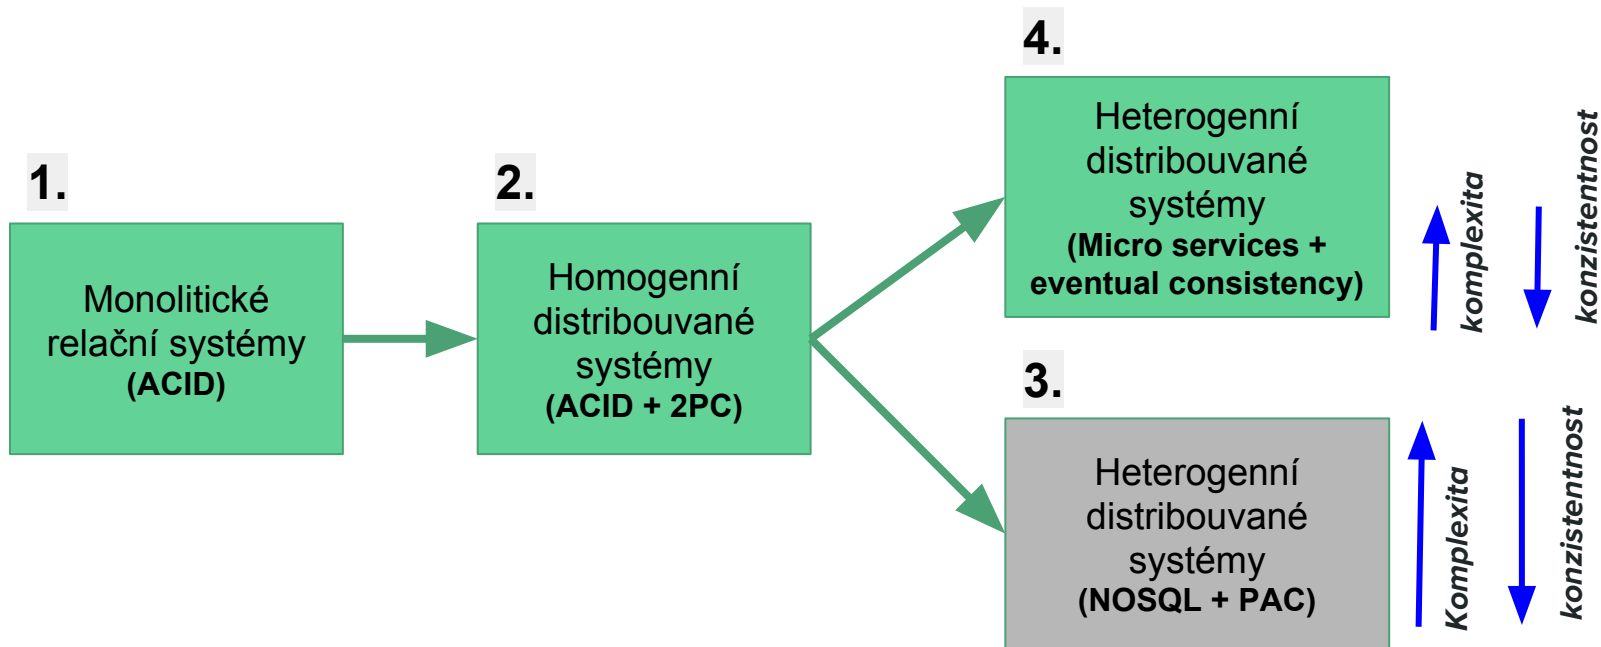 1.
Monolitické
relační systémy
(ACID)
2.
Homogenní
distribouvané
systémy
(ACID + 2PC)
4.
Heterogenní
distribouvané
systémy
(Micro services +
eventual consistency)
komplexita
konzistentnost
3.
Heterogenní
distribouvané
systémy
(NOSQL + PAC)
Komplexita
konzistentnost